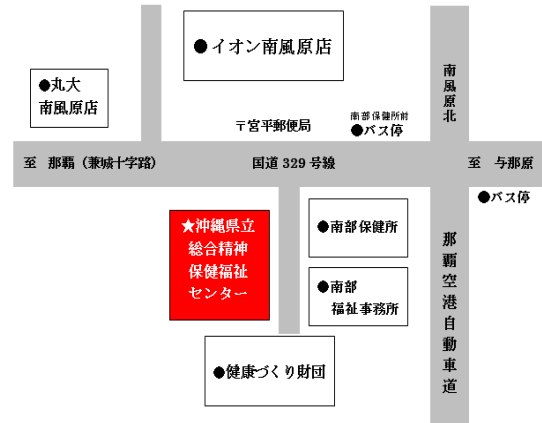 ●イオン南風原店
●丸大
南風原店
南風原北
〒宮平郵便局
南部保健所前
●バス停
至 那覇（兼城十字路）
国道 329 号線
至 与那原
●バス停
★沖縄県立
総合精神
保健福祉
センター
●南部保健所
●南部
福祉事務所
那覇空港自動車道
●健康づくり財団